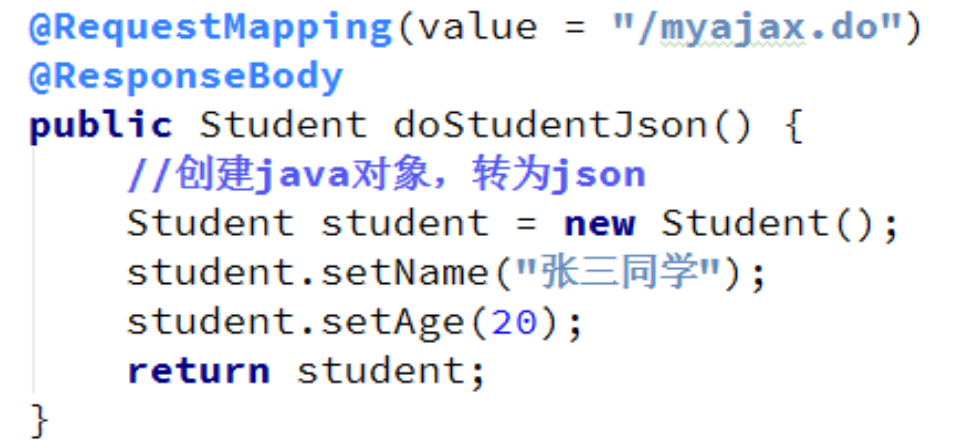 @RequestMapping(value = "/myajax.do")
@ResponseBody
public Student doStudentJson() {
//创建java对象，转为json
Student student = new Student();
student.setName("张三同学");
student.setAge(20);
return student;
}